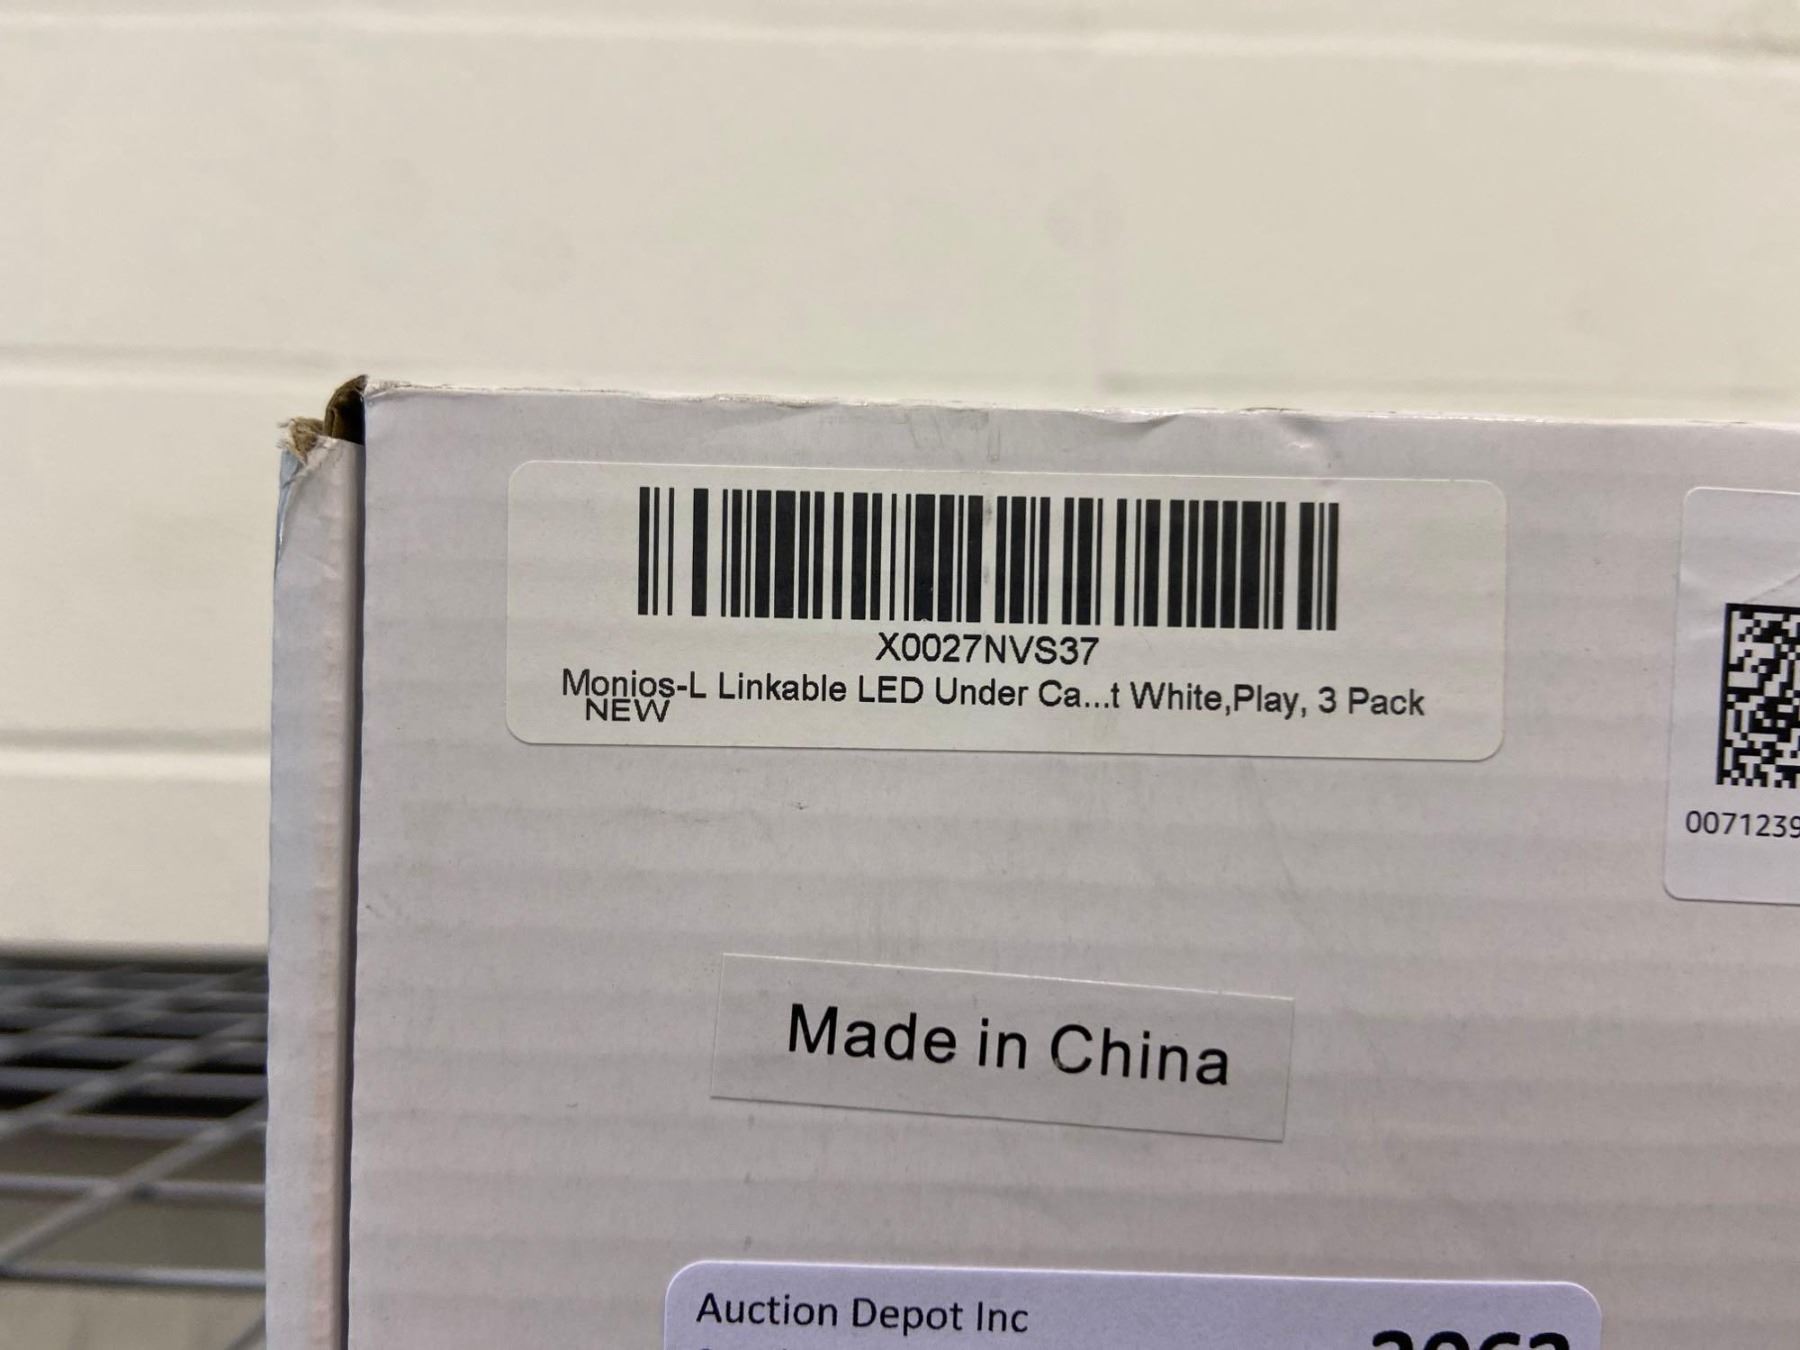 X0027NVS37
Monios-L Linkable LED Under Ca...t White,Play, 3 Pack
NEW
0071239
Made in China
Auction Depot Inc